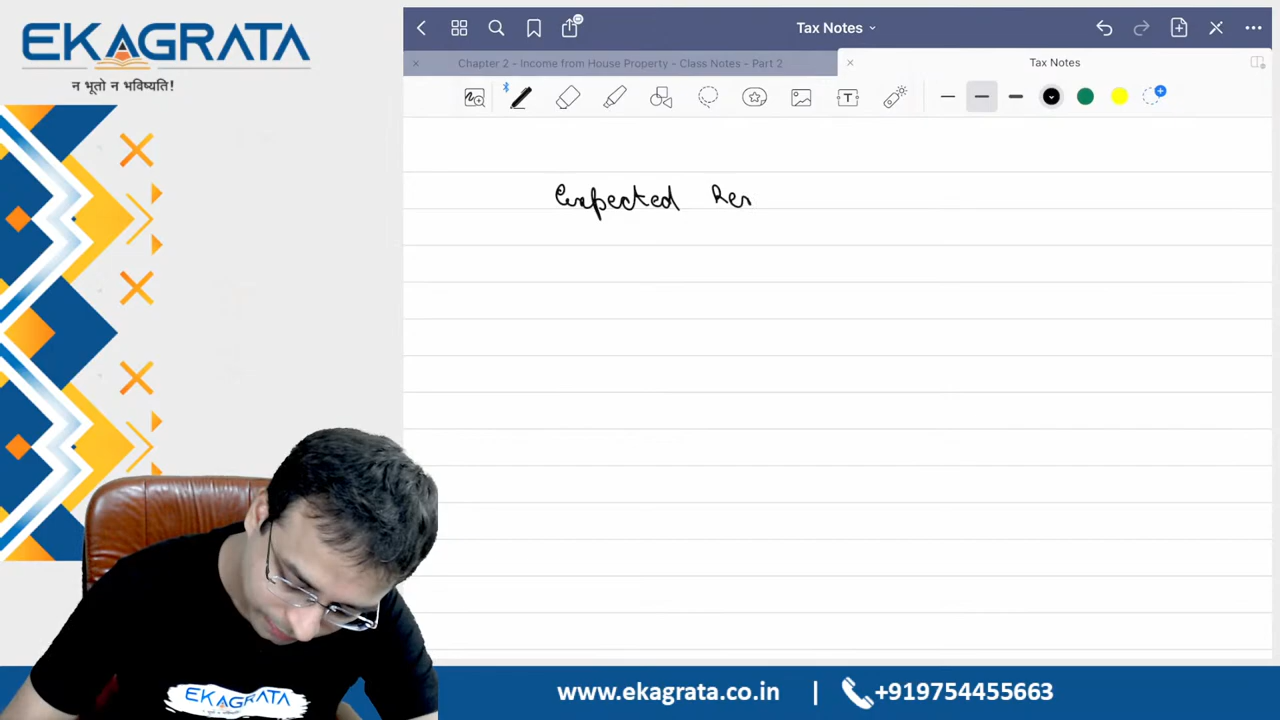 EKAGRATA
न भूतो न भविष्यति!
Tax Notes
Chapter 2 - Income from House Property - Class Notes - Part 2
Tax Notes
T
Expected Ren
EKAGRATA
www.ekagrata.co.in | +919754455663